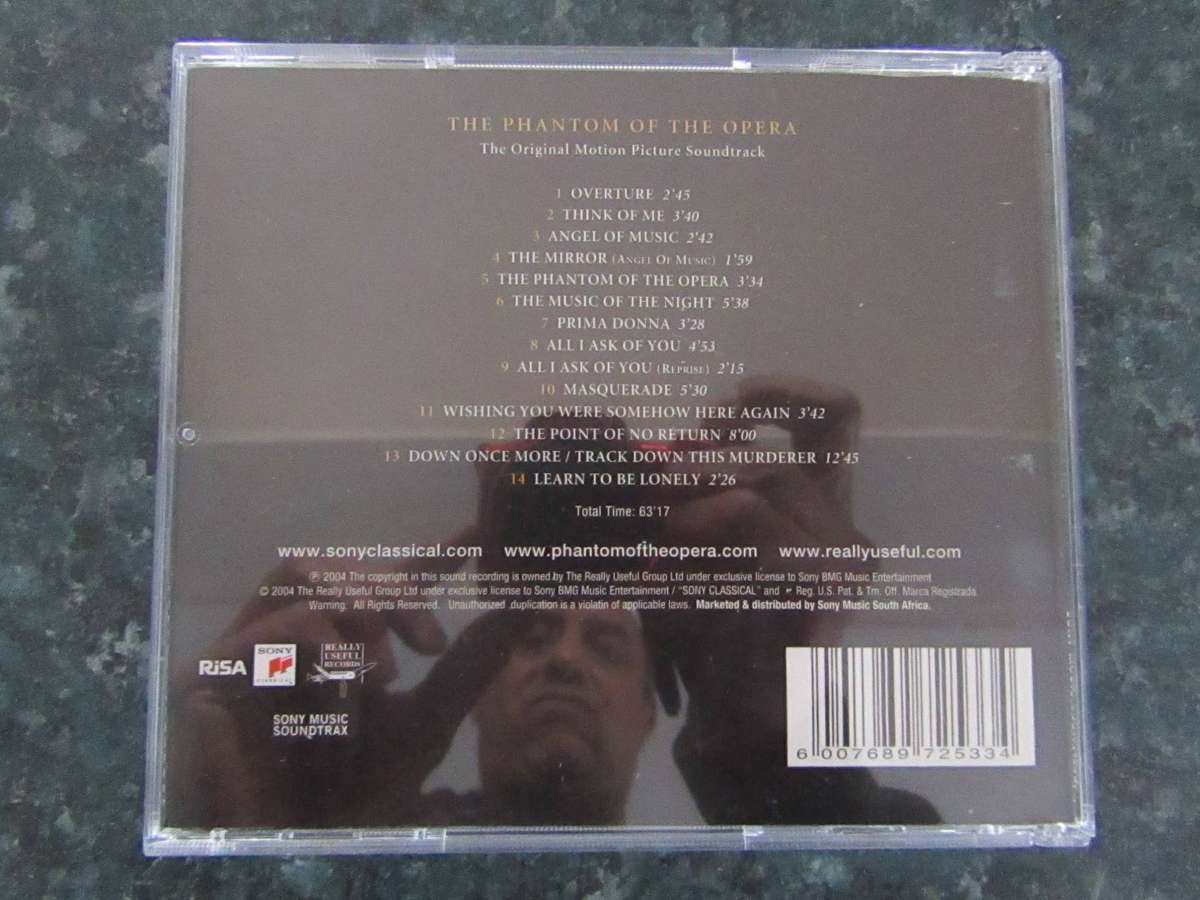 THE PHANTOM OF THE OPERA
The Original Motion Picture Soundtrack
1 OVERTURE 2'45
2 THINK OF ME 3'40
3 ANGEL OF MUSIC 2'42
4 THE MIRROR (ANGEL OF MUSIC) 1'59
5 THE PHANTOM OF THE OPERA 3'34
6 THE MUSIC OF THE NIGHT 5'38
7 PRIMA DONNA 3'28
8 ALL I ASK OF YOU 4'53
9 ALL I ASK OF YOU (REPRISE) 2'15
10 MASQUERADE 5'30
11 WISHING YOU WERE SOMEHOW HERE AGAIN 3'42
12 THE POINT OF NO RETURN 8'00
13 DOWN ONCE MORE / TRACK DOWN THIS MURDERER 12'45
14 LEARN TO BE LONELY 2'26
Total Time: 63'17
www.sonyclassical.com www.phantomoftheopera.com www.reallyuseful.com
℗ 2004 The copyright in this sound recording is owned by The Really Useful Group Ltd under exclusive license to Sony BMG Music Entertainment
© 2004 The Really Useful Group Ltd under exclusive license to Sony BMG Music Entertainment / "SONY CLASSICAL" and Reg. U.S. Pat. & Tm. Off. Marca Registrada
Warning: All Rights Reserved. Unauthorized duplication is a violatin of applicable laws. Marketed & distributed by Sony Music South Africa.
RiSA
SONY
CLASSICAL
REALLY
USEFUL
RECORDS
SONY MUSIC
SOUNDTRAX
6 007689 725334